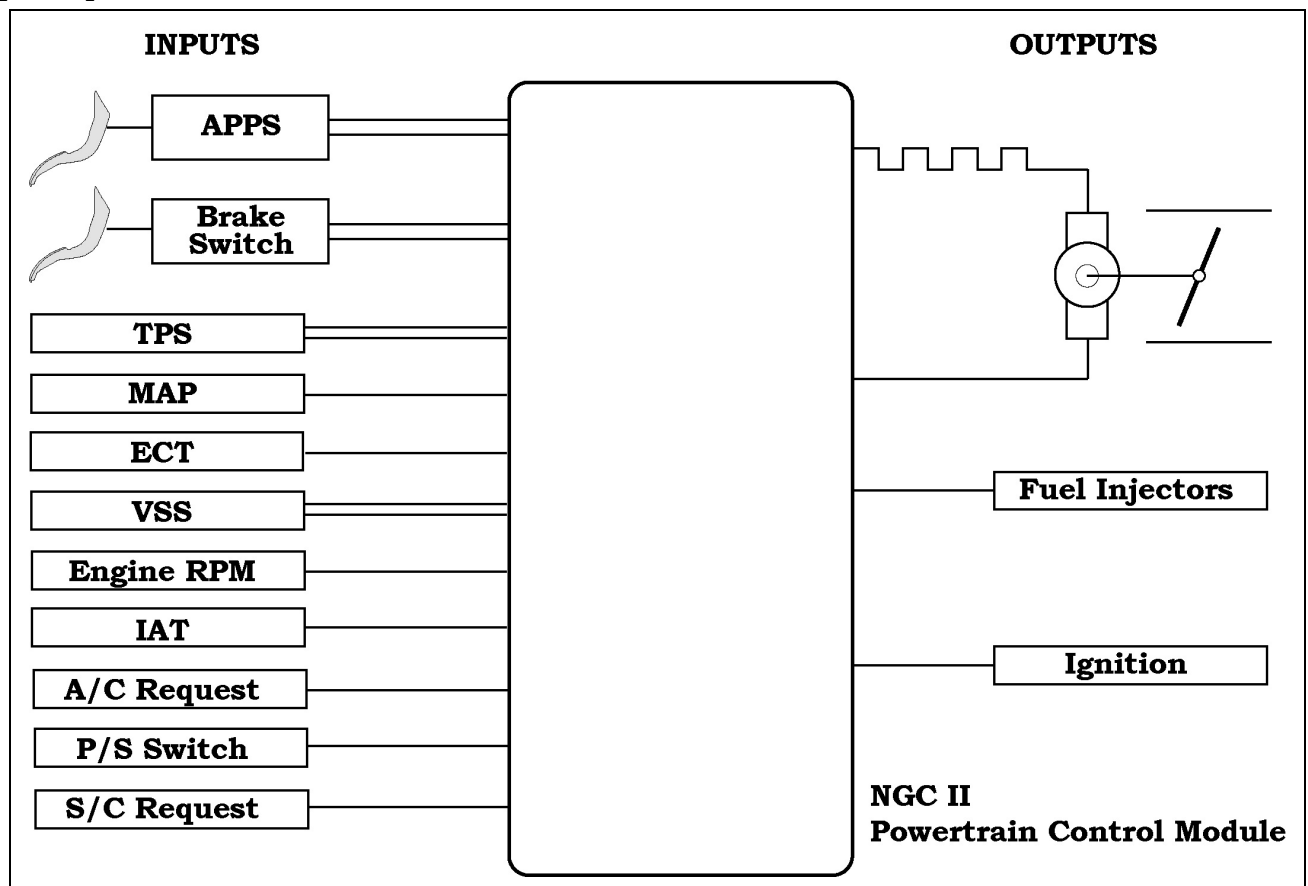 INPUTS
OUTPUTS
APPS
Brake
Switch
TPS
MAP
ECT
VSS
Engine RPM
IAT
A/C Request
P/S Switch
S/C Request
Fuel Injectors
Ignition
NGC II
Powertrain Control Module